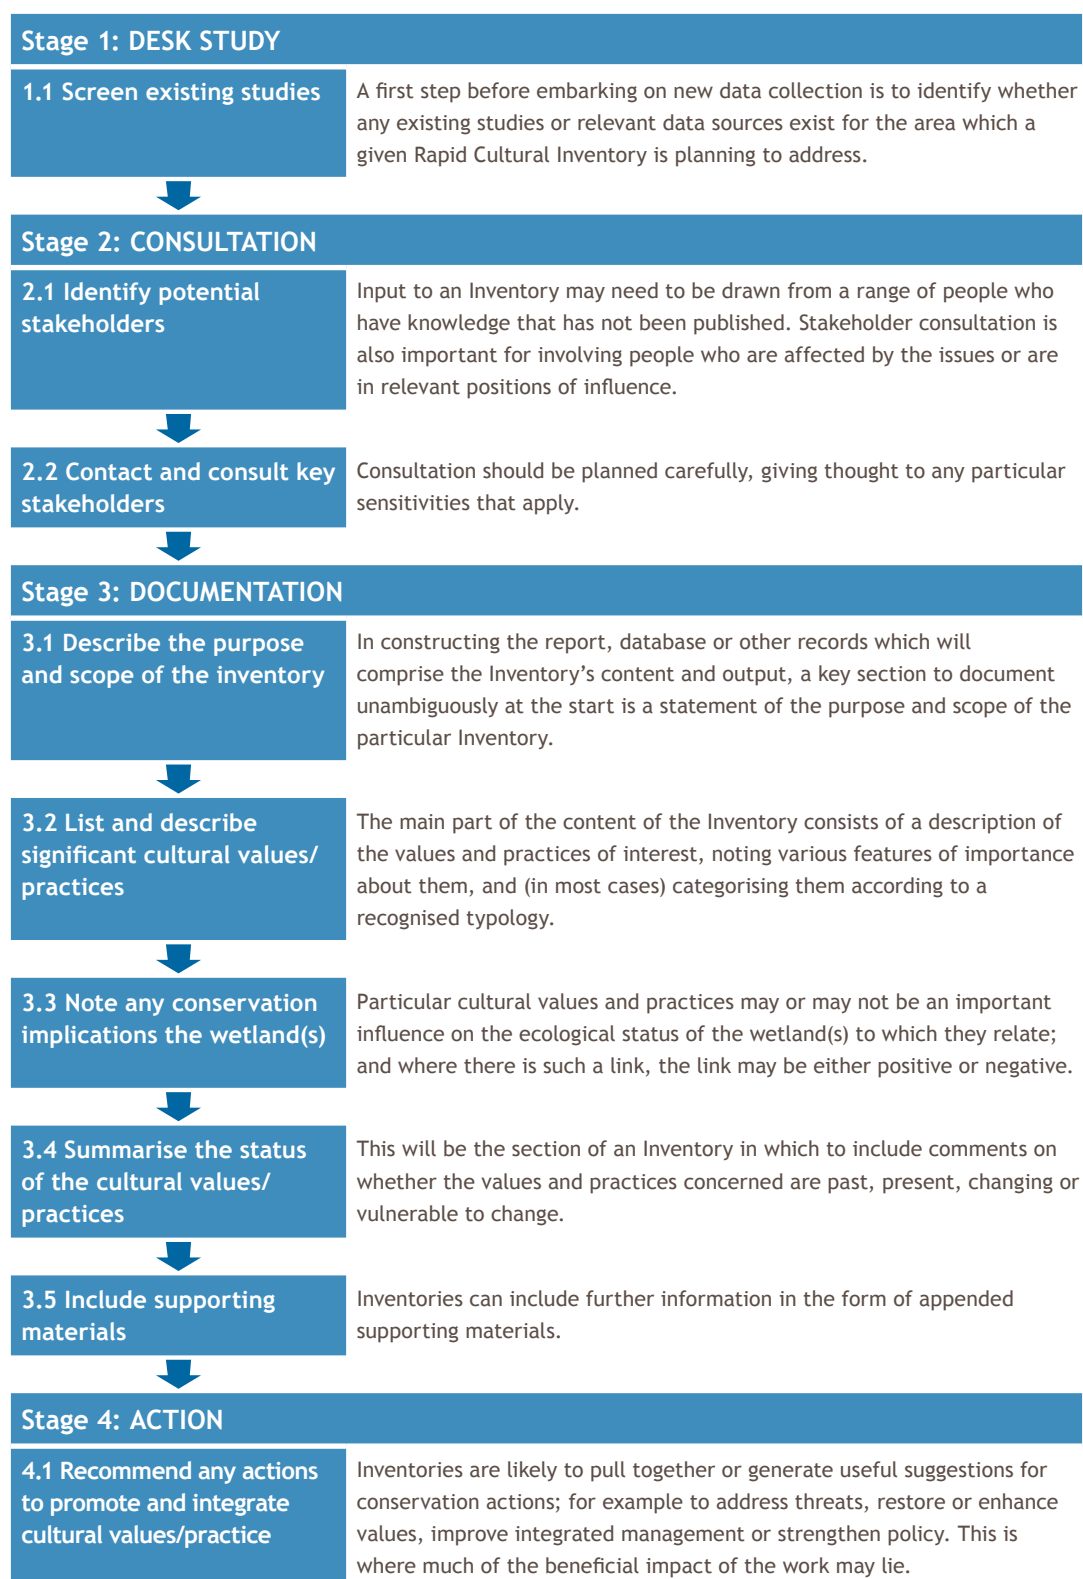 Stage 1: DESK STUDY
1.1 Screen existing studies
A first step before embarking on new data collection is to identify whether
any existing studies or relevant data sources exist for the area which a
given Rapid Cultural Inventory is planning to address.
Stage 2: CONSULTATION
2.1 Identify potential
stakeholders
Input to an Inventory may need to be drawn from a range of people who
have knowledge that has not been published. Stakeholder consultation is
also important for involving people who are affected by the issues or are
in relevant positions of influence.
2.2 Contact and consult key
stakeholders
Consultation should be planned carefully, giving thought to any particular
sensitivities that apply.
Stage 3: DOCUMENTATION
3.1 Describe the purpose
and scope of the inventory
In constructing the report, database or other records which will
comprise the Inventory’s content and output, a key section to document
unambiguously at the start is a statement of the purpose and scope of the
particular Inventory.
3.2 List and describe
significant cultural values/
practices
The main part of the content of the Inventory consists of a description of
the values and practices of interest, noting various features of importance
about them, and (in most cases) categorising them according to a
recognised typology.
3.3 Note any conservation
implications the wetland(s)
Particular cultural values and practices may or may not be an important
influence on the ecological status of the wetland(s) to which they relate;
and where there is such a link, the link may be either positive or negative.
3.4 Summarise the status
of the cultural values/
practices
This will be the section of an Inventory in which to include comments on
whether the values and practices concerned are past, present, changing or
vulnerable to change.
3.5 Include supporting
materials
Inventories can include further information in the form of appended
supporting materials.
Stage 4: ACTION
4.1 Recommend any actions
to promote and integrate
cultural values/practice
Inventories are likely to pull together or generate useful suggestions for
conservation actions; for example to address threats, restore or enhance
values, improve integrated management or strengthen policy. This is
where much of the beneficial impact of the work may lie.